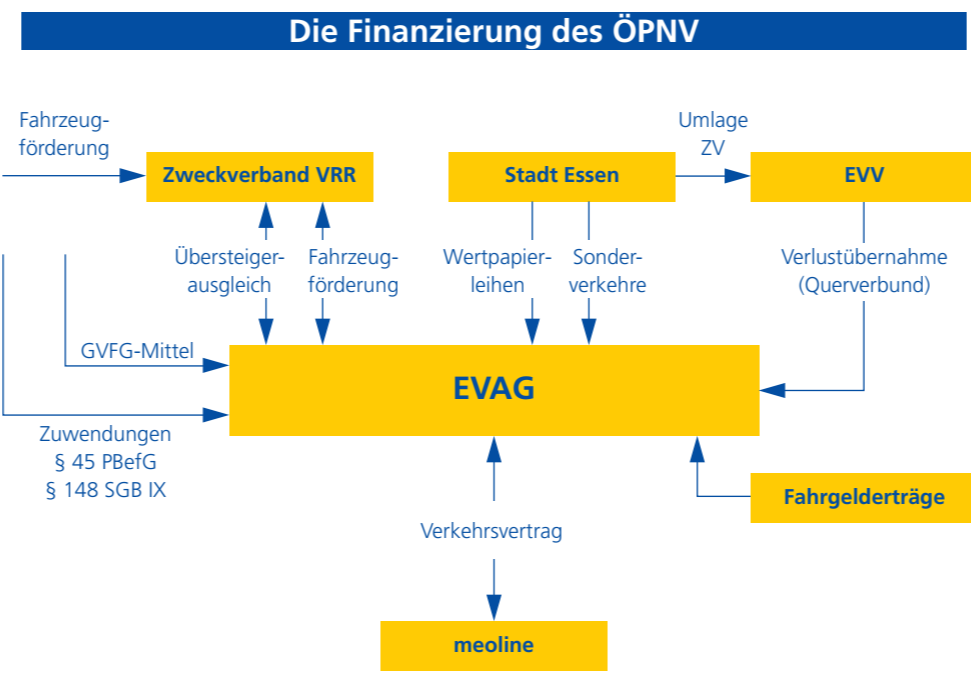 Die Finanzierung des ÖPNV
Fahrzeug-
förderung
Umlage
ZV
Zweckverband VRR
Stadt Essen
EVV
Übersteiger-
ausgleich
Fahrzeug-
förderung
Wertpapier-
leihen
Sonder-
verkehre
Verlustübernahme
(Querverbund)
GVFG-Mittel
EVAG
Zuwendungen
§ 45 PBefG
§ 148 SGB IX
Fahrgelderträge
Verkehrsvertrag
meoline